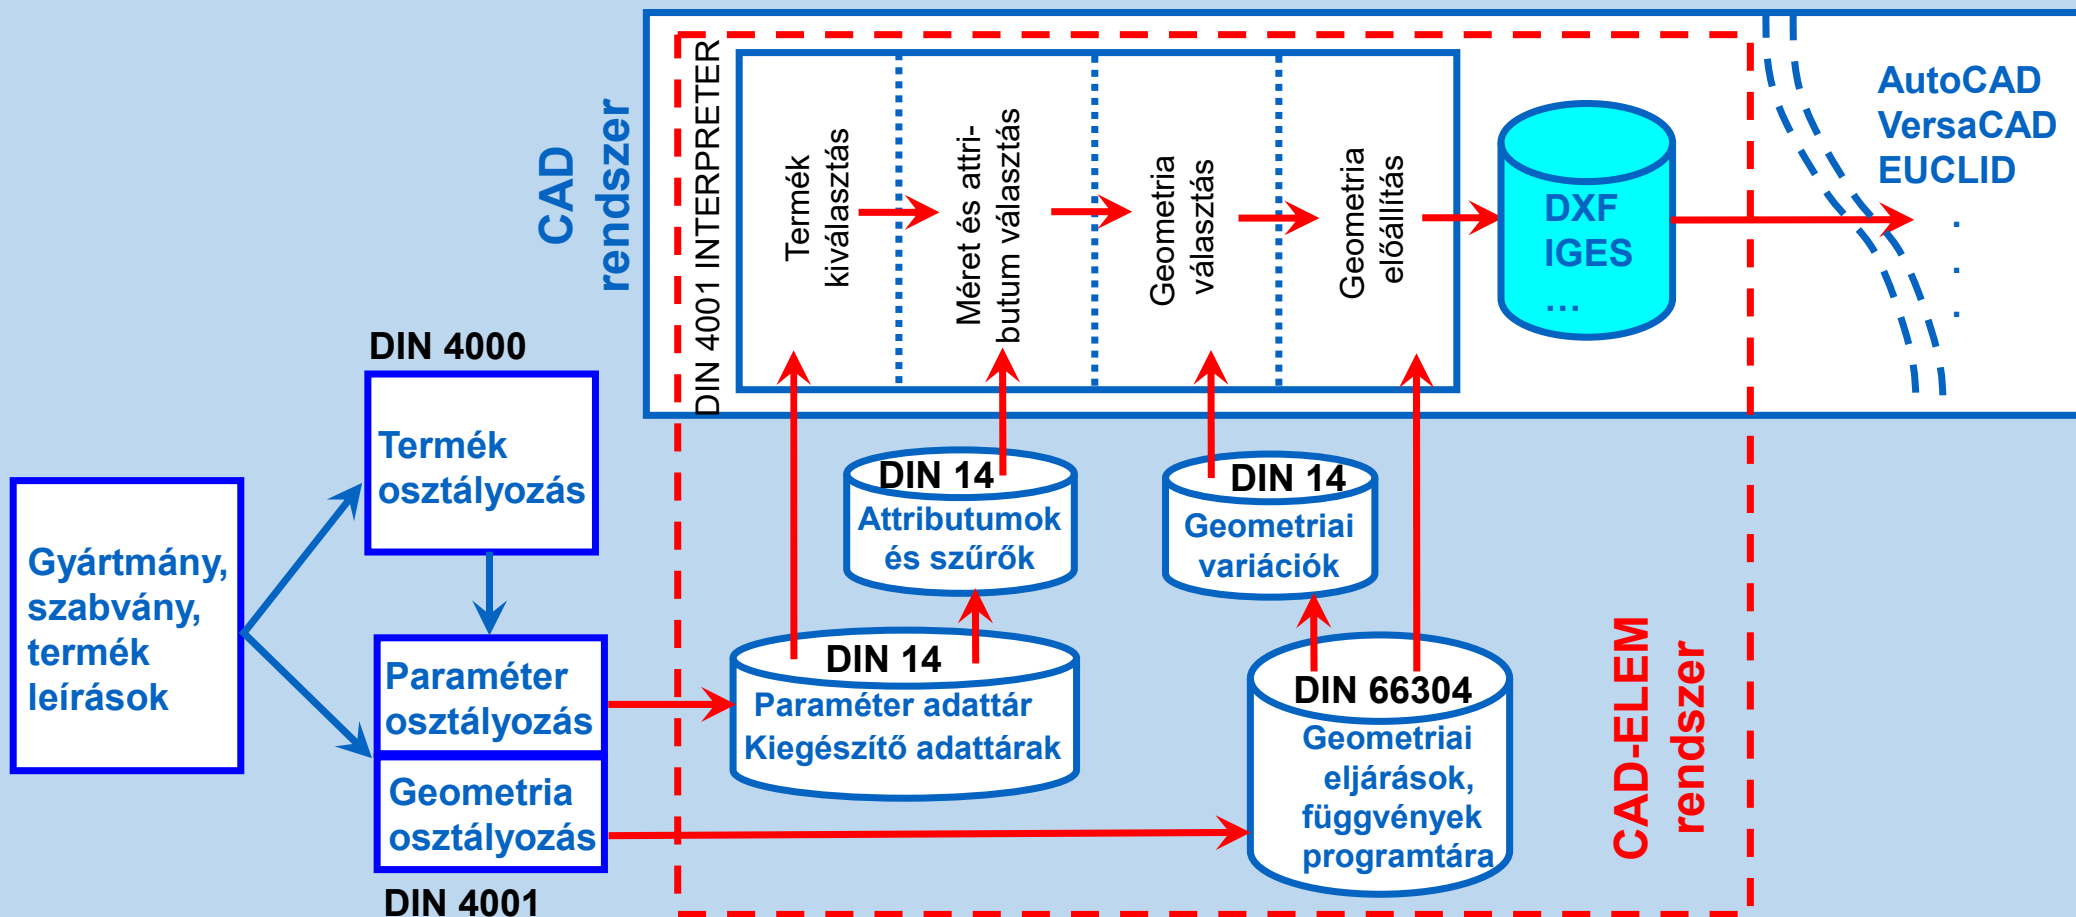 CAD
rendszer
DIN 4001 INTERPRETER
Termék
kiválasztás
Méret és attri-
butum választás
Geometria
választás
Geometria
előállítás
DXF
IGES
...
AutoCAD
VersaCAD
EUCLID
.
.
.
DIN 4000
Termék
osztályozás
Gyártmány,
szabvány,
termék
leírások
Paraméter
osztályozás
Geometria
osztályozás
DIN 4001
DIN 14
Attributumok
és szűrők
DIN 14
Geometriai
variációk
DIN 14
Paraméter adattár
Kiegészítő adattárak
DIN 66304
Geometriai
eljárások,
függvények
programtára
CAD-ELEM
rendszer